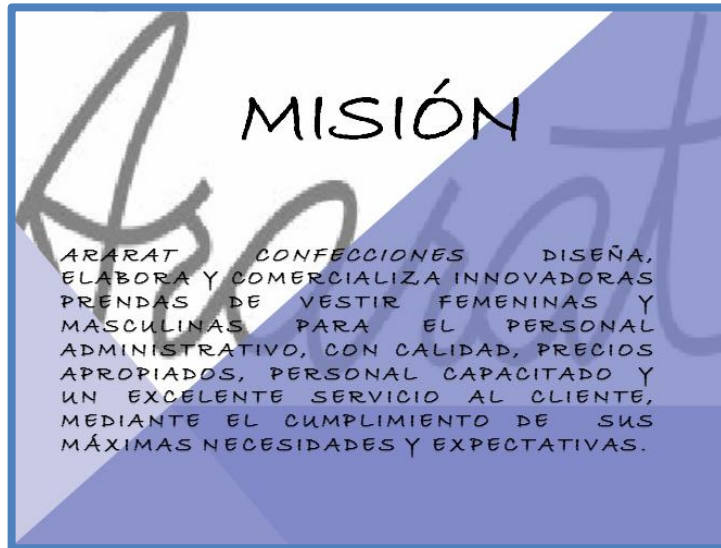 Ararat
MISIÓN
ARARAT CONFECCIONES DISEÑA,
ELABORA Y COMERCIALIZA INNOVADORAS
PRENDAS DE VESTIR FEMENINAS Y
MASCULINAS PARA EL PERSONAL
ADMINISTRATIVO, CON CALIDAD, PRECIOS
APROPIADOS, PERSONAL CAPACITADO Y
UN EXCELENTE SERVICIO AL CLIENTE,
MEDIANTE EL CUMPLIMIENTO DE SUS
MÁXIMAS NECESIDADES Y EXPECTATIVAS.